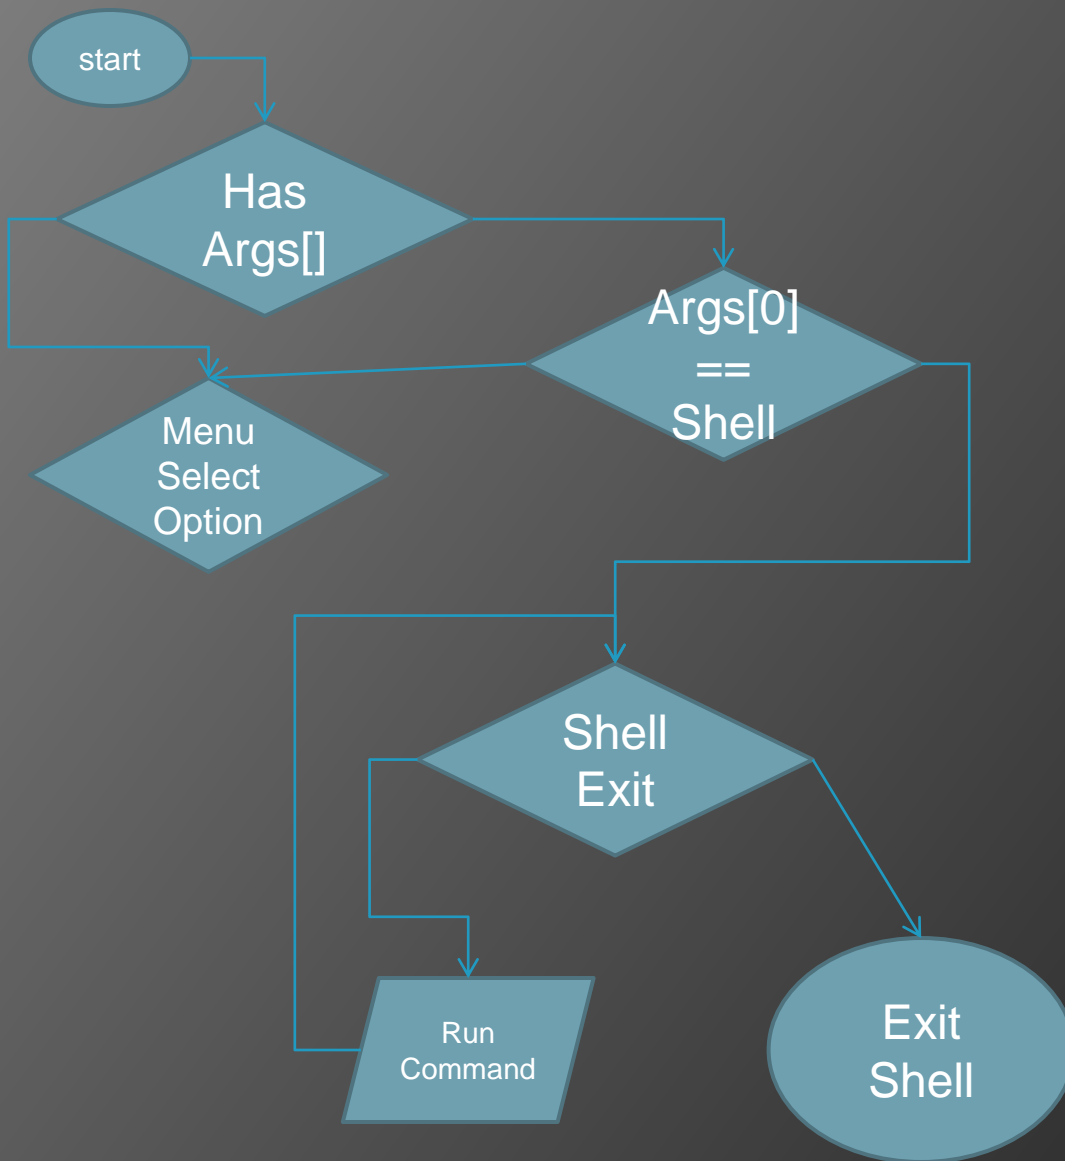 start
Has
Args[]
Args[0]
==
Shell
Menu
Select
Option
Shell
Exit
Run
Command
Exit
Shell